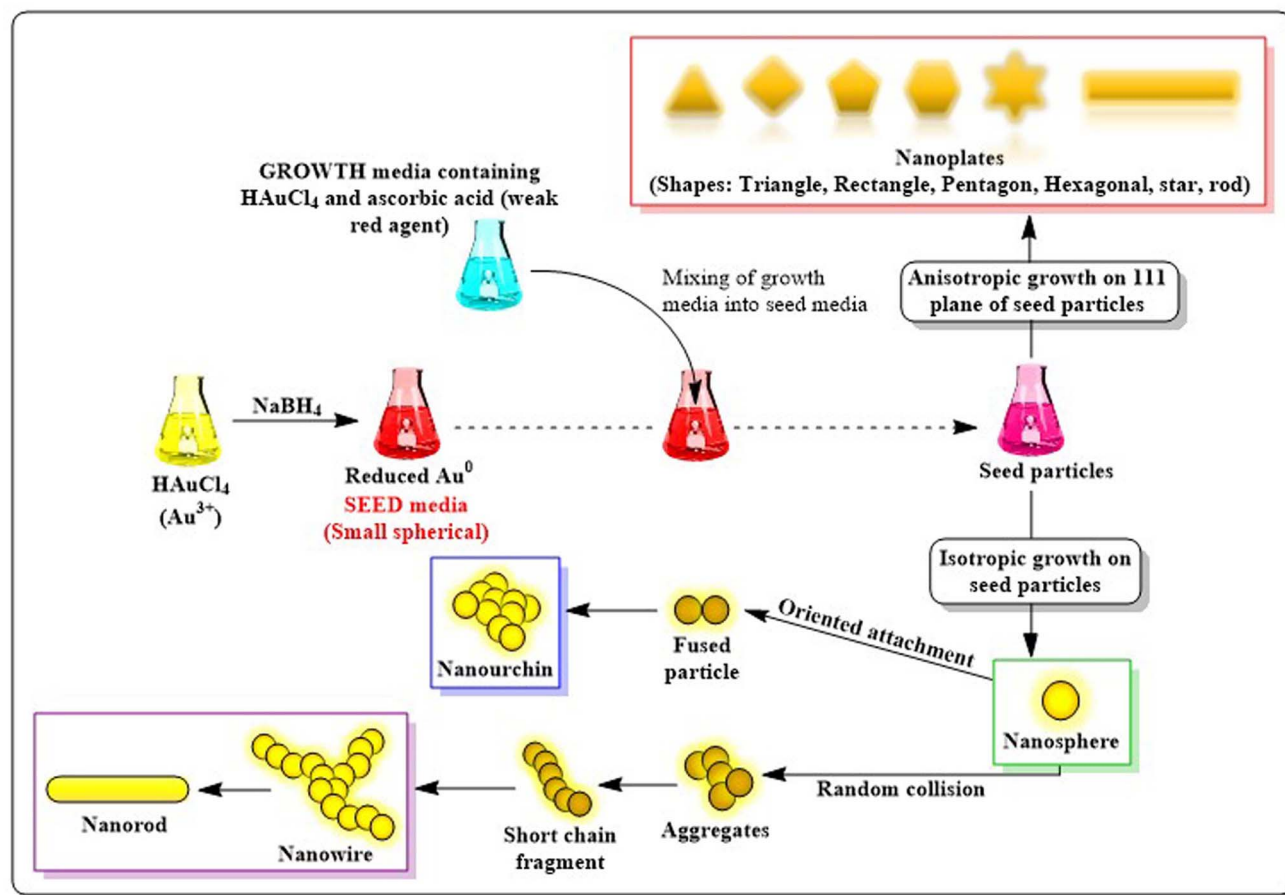 Nanoplates
(Shapes: Triangle, Rectangle, Pentagon, Hexagonal, star, rod)
GROWTH media containing
HAuCl₄ and ascorbic acid (weak
red agent)
Mixing of growth
media into seed media
Anisotropic growth on 111
plane of seed particles
NaBH₄
HAuCl₄
(Au³⁺)
Reduced Au⁰
SEED media
(Small spherical)
Seed particles
Isotropic growth on
seed particles
Oriented attachment
Fused
particle
Nanourchin
Nanosphere
Random collision
Aggregates
Short chain
fragment
Nanowire
Nanorod